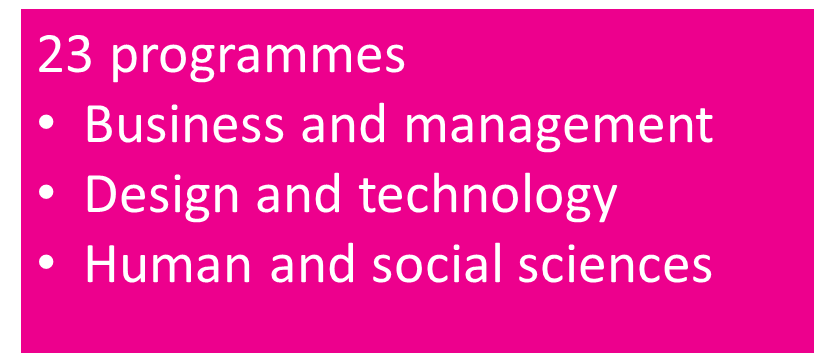 23 programmes
• Business and management
• Design and technology
• Human and social sciences